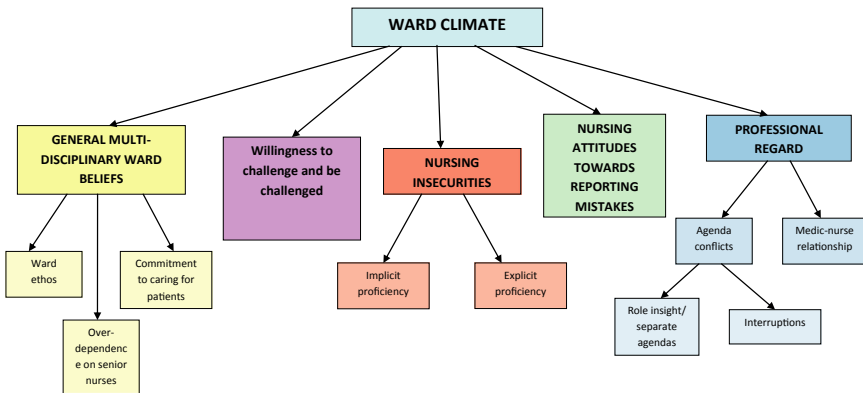 WARD CLIMATE
GENERAL MULTI-
DISCIPLINARY WARD
BELIEFS
Willingness to
challenge and be
challenged
NURSING
INSECURITIES
NURSING
ATTITUDES
TOWARDS
REPORTING
MISTAKES
PROFESSIONAL
REGARD
Ward
ethos
Over-
dependenc
e on senior
nurses
Commitment
to caring for
patients
Implicit
proficiency
Explicit
proficiency
Agenda
conflicts
Medic-nurse
relationship
Role insight/
separate
agendas
Interruptions